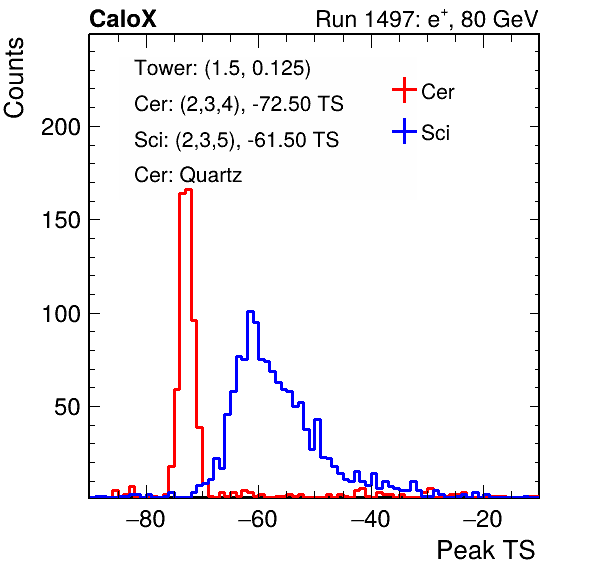 CaloX Run 1497: e⁺, 80 GeV
Counts
Tower: (1.5, 0.125)
Cer: (2,3,4), -72.50 TS
Sci: (2,3,5), -61.50 TS
Cer: Quartz
Cer
Sci
200
150
100
50
−80 −60 −40 −20
Peak TS